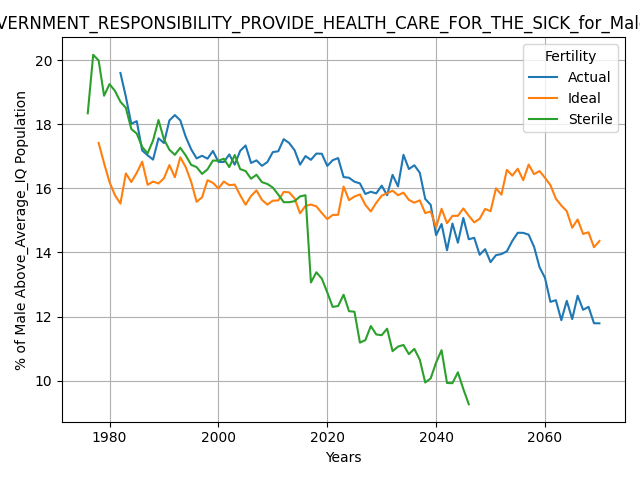 VERNMENT_RESPONSIBILITY_PROVIDE_HEALTH_CARE_FOR_THE_SICK_for_Mal
Fertility
Actual
Ideal
Sterile
% of Male Above_Average_IQ Population
20
18
16
14
12
10
1980
2000
2020
2040
2060
Years